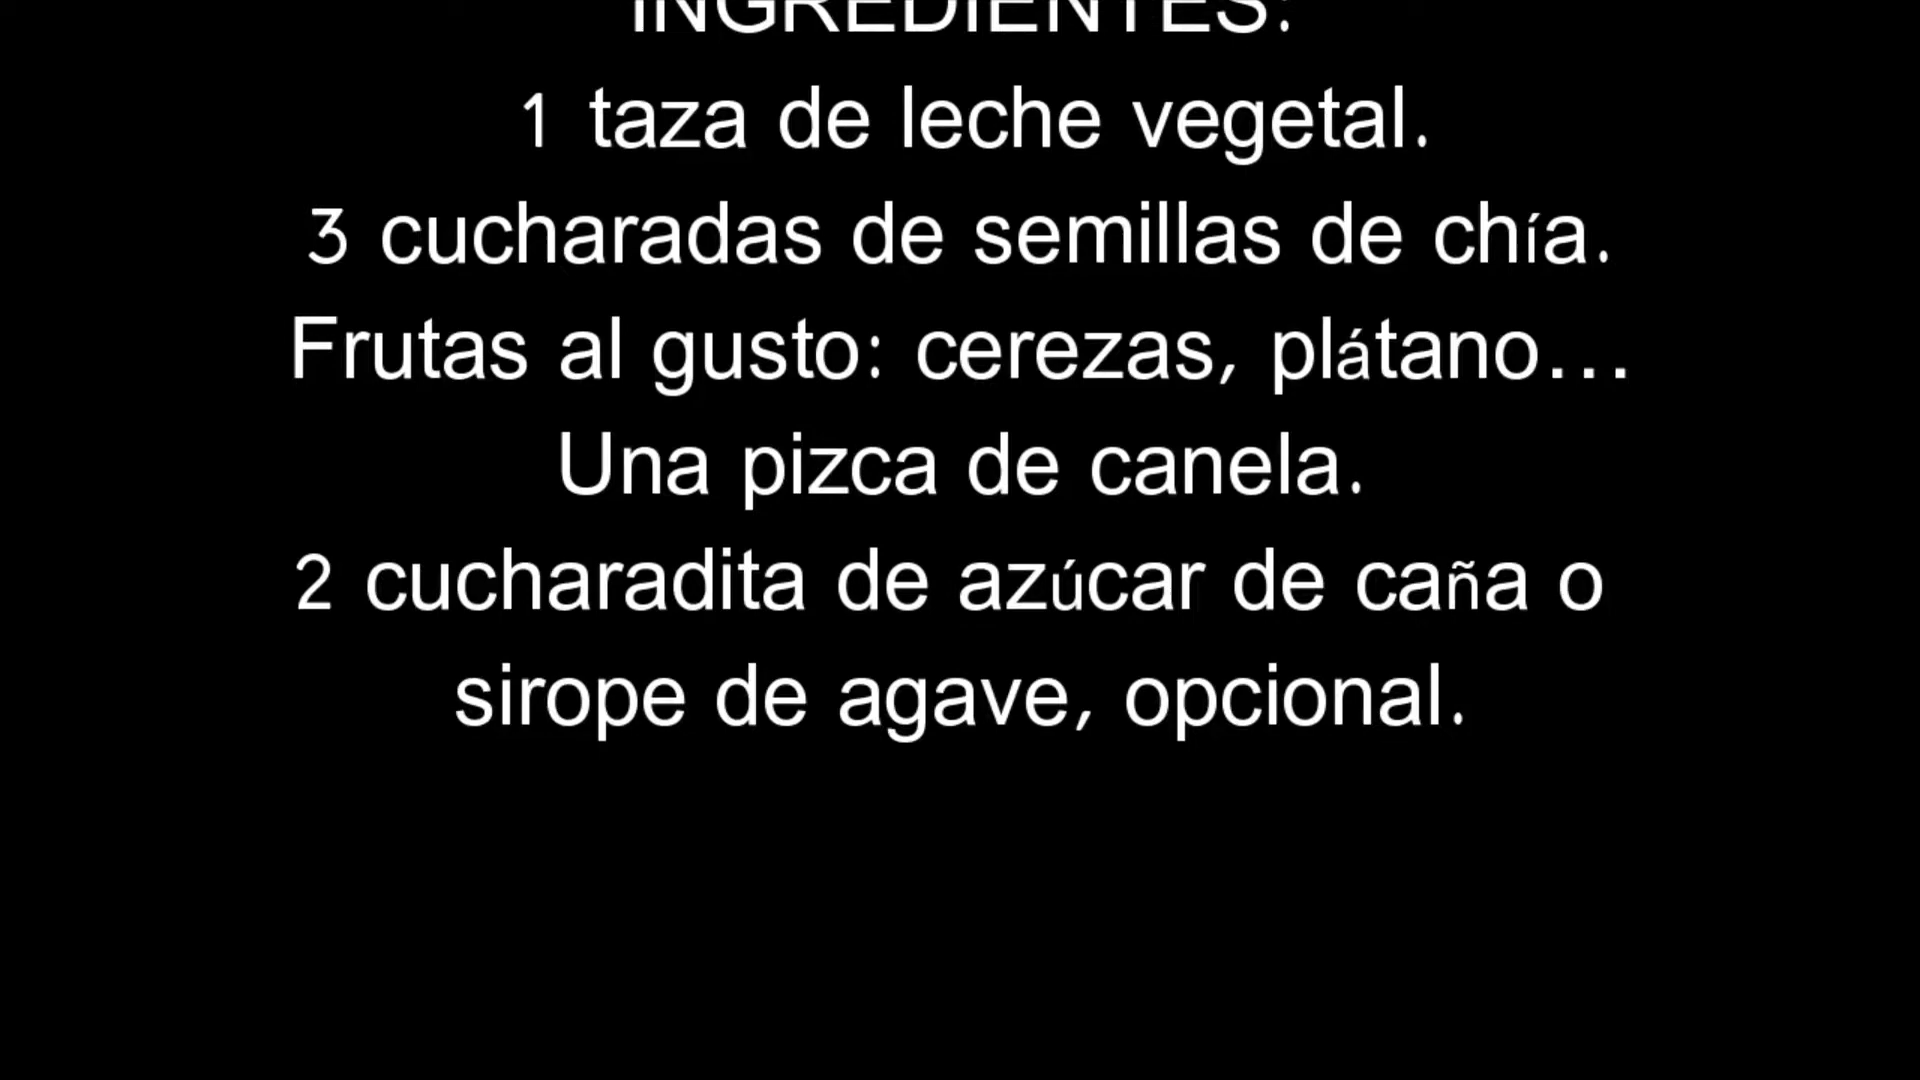 INGREDIENTES:
1 taza de leche vegetal.
3 cucharadas de semillas de chía.
Frutas al gusto: cerezas, plátano...
Una pizca de canela.
2 cucharadita de azúcar de caña o
sirope de agave, opcional.